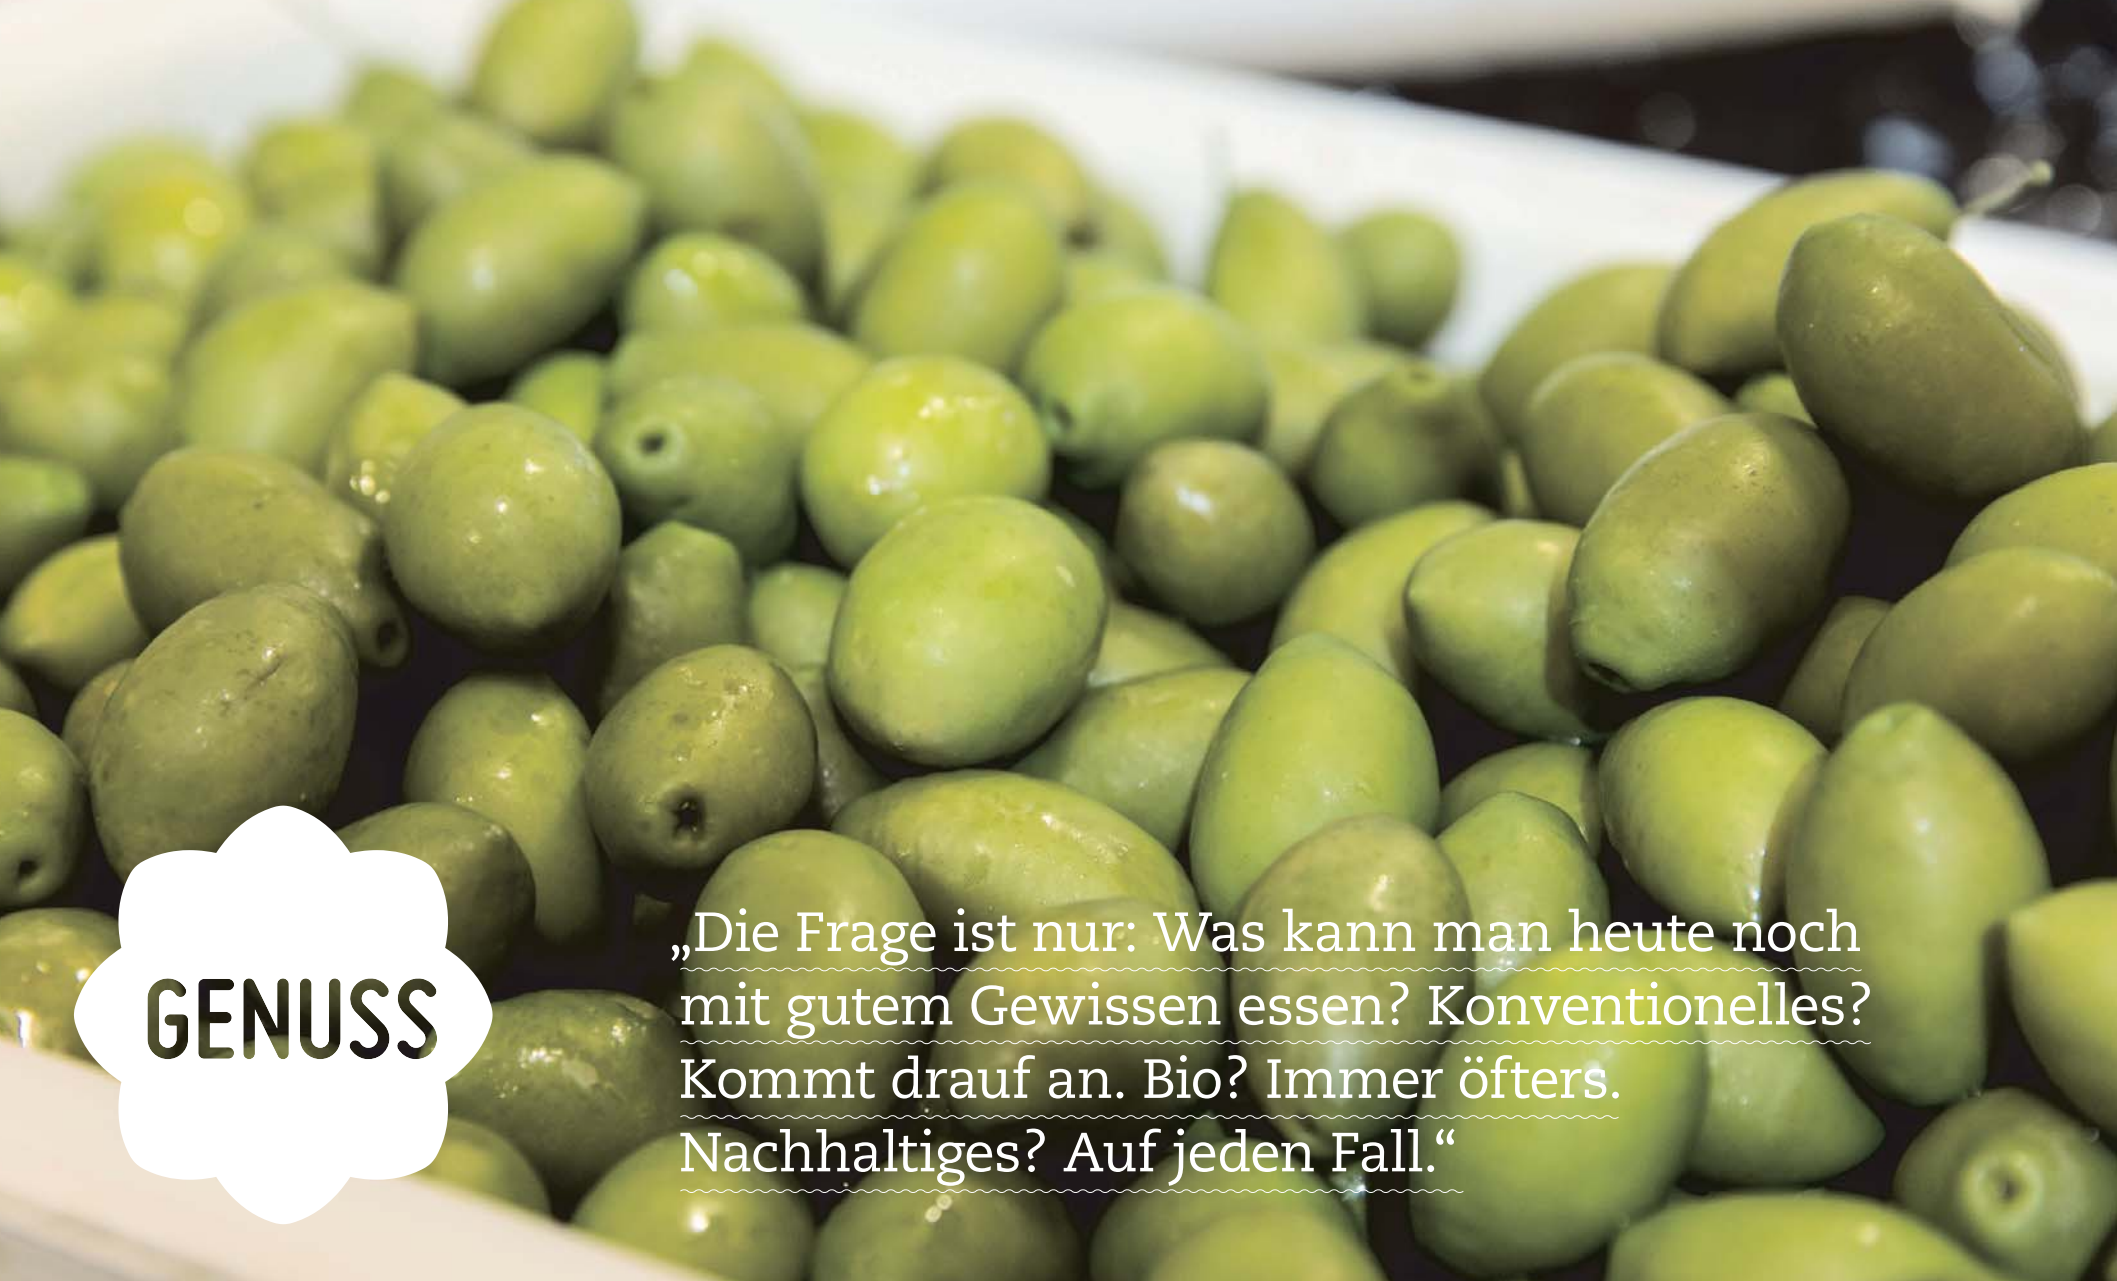 GENUSS
„Die Frage ist nur: Was kann man heute noch
mit gutem Gewissen essen? Konventionelles?
Kommt drauf an. Bio? Immer öfters.
Nachhaltiges? Auf jeden Fall.“